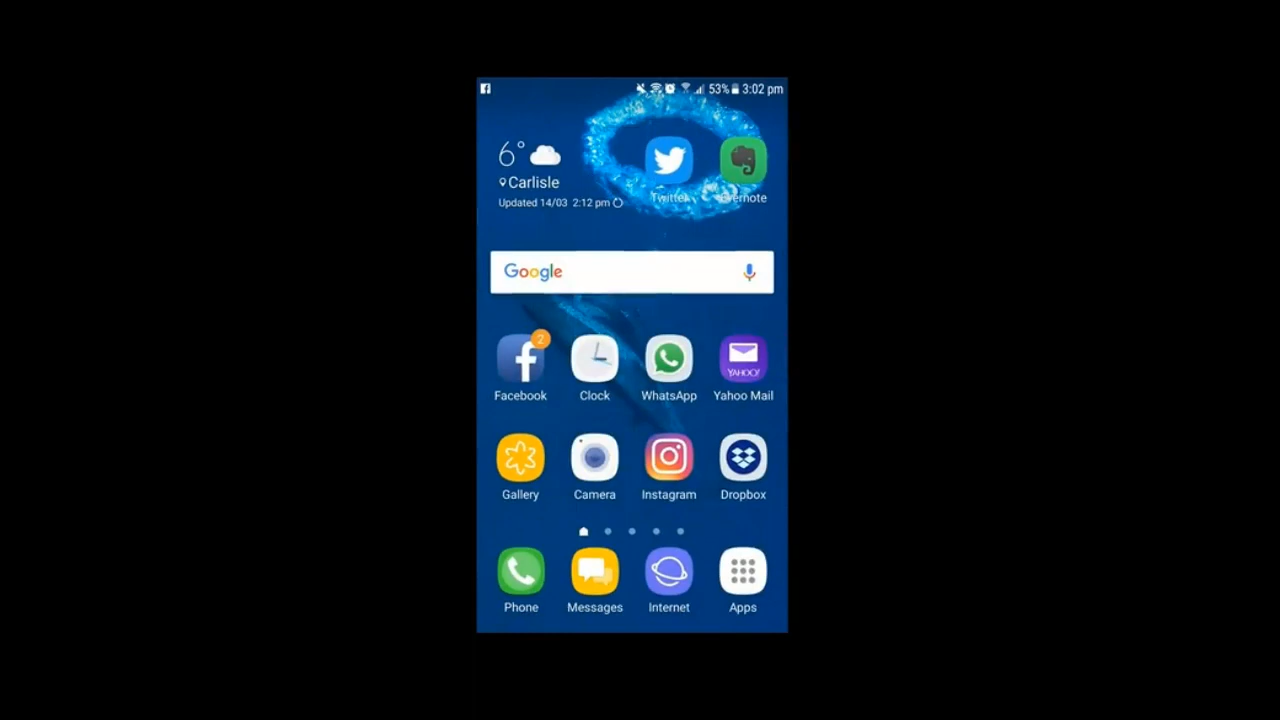 53% 3:02 pm
6°
Carlisle
Updated 14/03 2:12 pm
Twitter Evernote
Google
2
YAHOO!
Facebook Clock WhatsApp Yahoo Mail
Gallery Camera Instagram Dropbox
Phone Messages Internet Apps